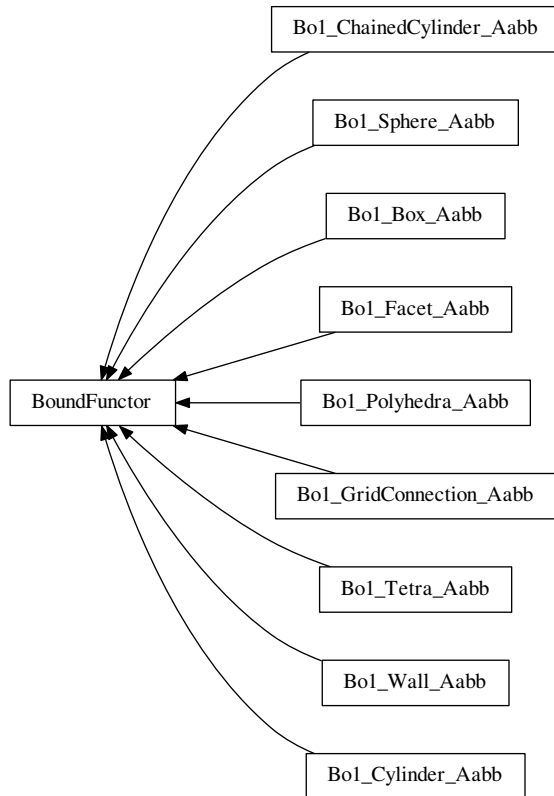 Bo1_ChainedCylinder_Aabb
Bo1_Sphere_Aabb
Bo1_Box_Aabb
Bo1_Facet_Aabb
BoundFunctor
Bo1_Polyhedra_Aabb
Bo1_GridConnection_Aabb
Bo1_Tetra_Aabb
Bo1_Wall_Aabb
Bo1_Cylinder_Aabb